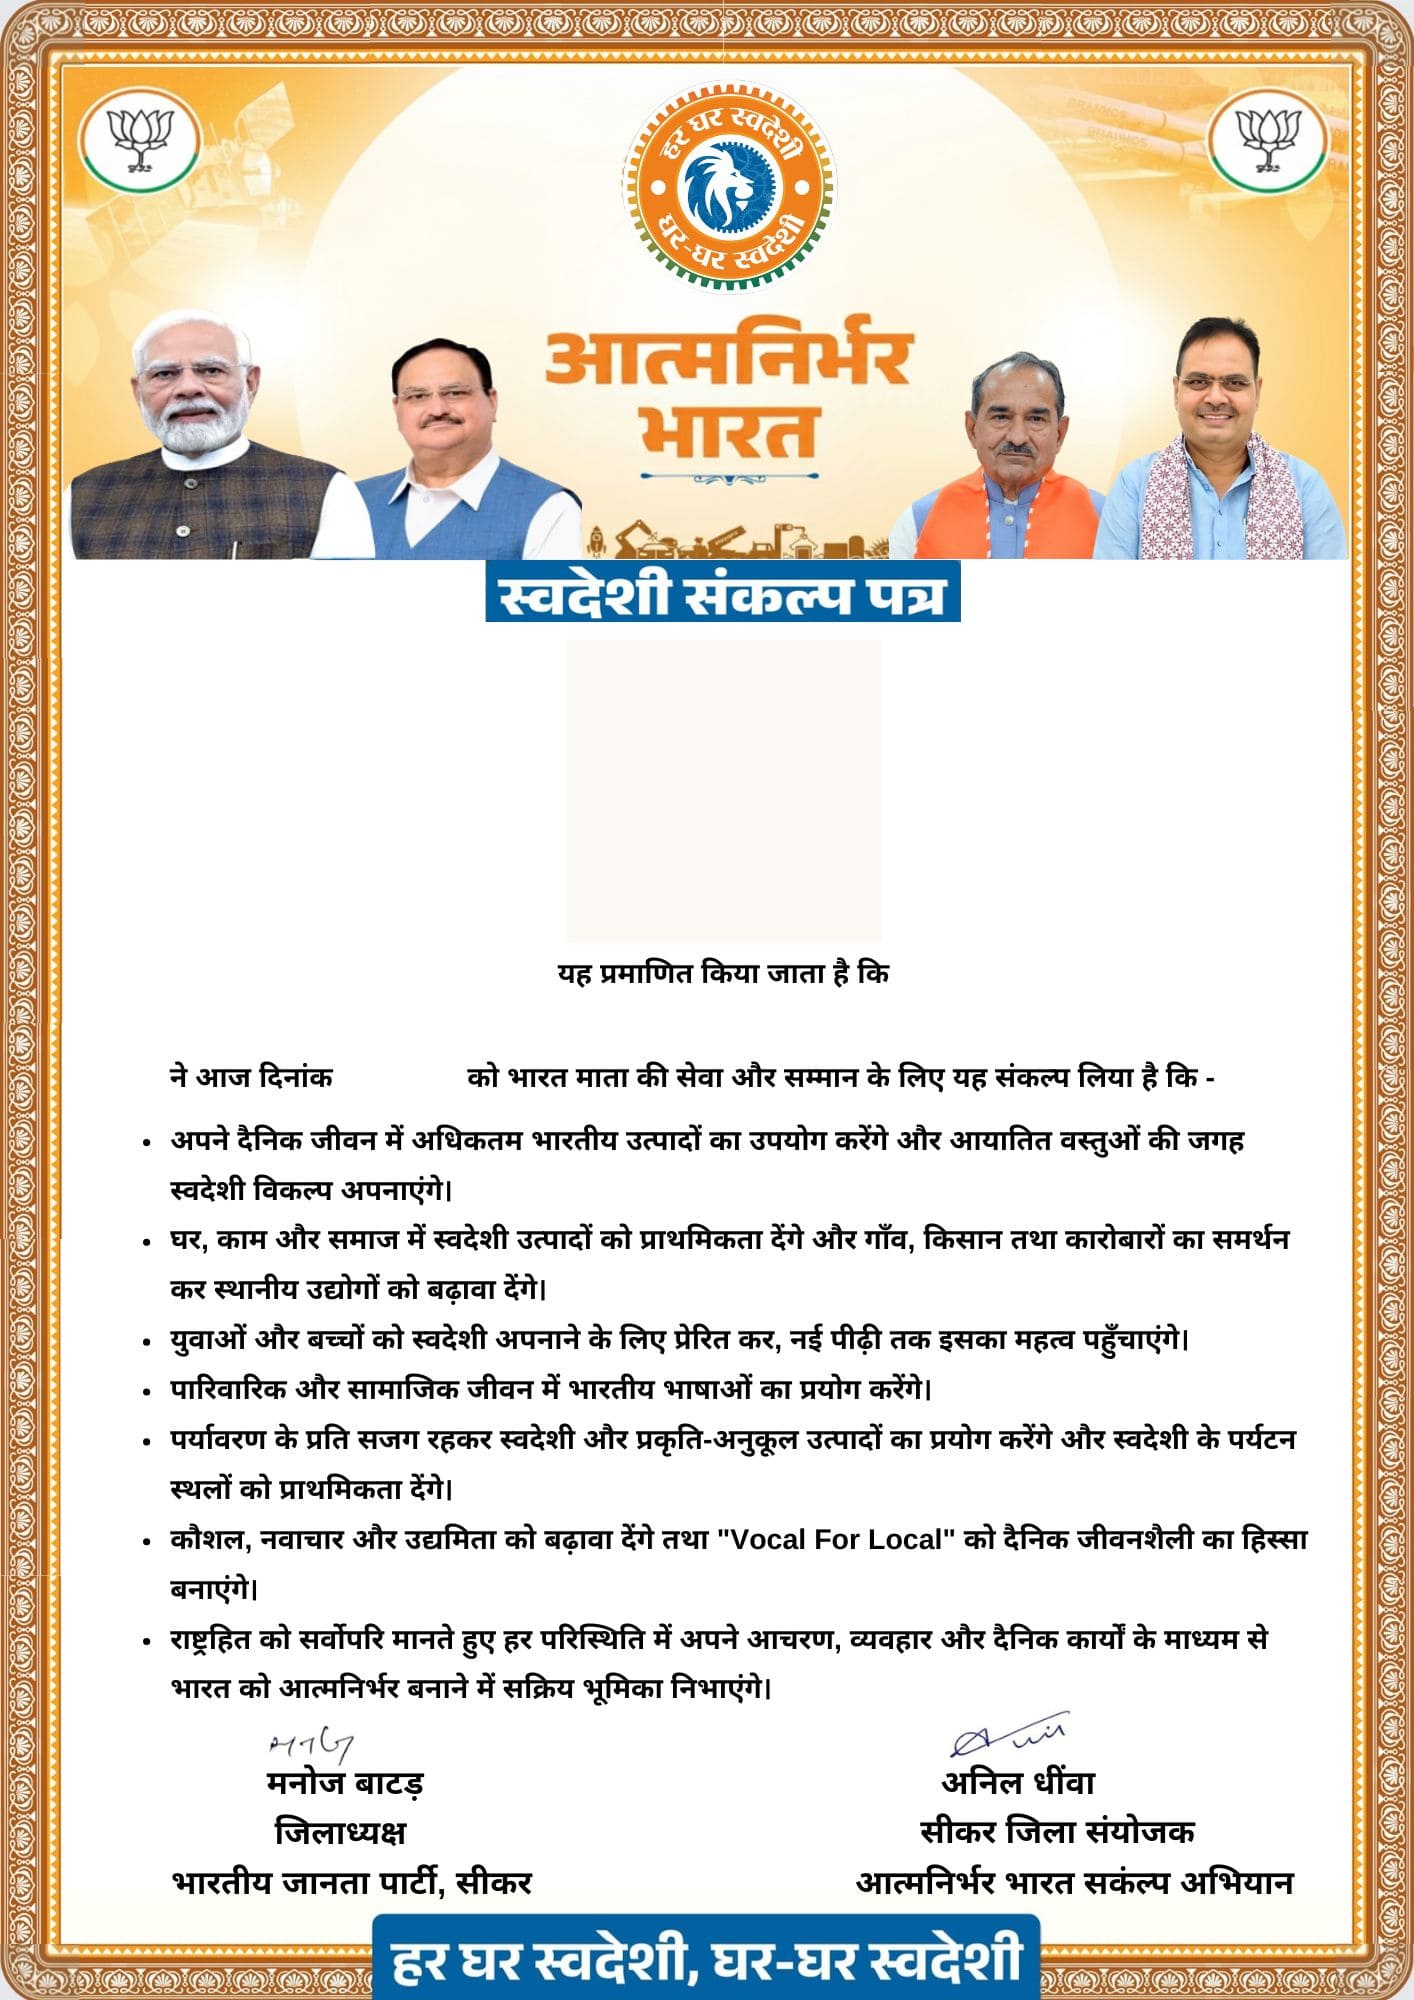 हर घर स्वदेशी
घर-घर स्वदेशी
BRAHMOS
BRAHMOS
आत्मनिर्भर
भारत
स्वदेशी संकल्प पत्र
यह प्रमाणित किया जाता है कि
ने आज दिनांक को भारत माता की सेवा और सम्मान के लिए यह संकल्प लिया है कि -
• अपने दैनिक जीवन में अधिकतम भारतीय उत्पादों का उपयोग करेंगे और आयातित वस्तुओं की जगह
स्वदेशी विकल्प अपनाएंगे।
• घर, काम और समाज में स्वदेशी उत्पादों को प्राथमिकता देंगे और गाँव, किसान तथा कारोबारों का समर्थन
कर स्थानीय उद्योगों को बढ़ावा देंगे।
• युवाओं और बच्चों को स्वदेशी अपनाने के लिए प्रेरित कर, नई पीढ़ी तक इसका महत्व पहुँचाएंगे।
• पारिवारिक और सामाजिक जीवन में भारतीय भाषाओं का प्रयोग करेंगे।
• पर्यावरण के प्रति सजग रहकर स्वदेशी और प्रकृति-अनुकूल उत्पादों का प्रयोग करेंगे और स्वदेशी के पर्यटन
स्थलों को प्राथमिकता देंगे।
• कौशल, नवाचार और उद्यमिता को बढ़ावा देंगे तथा "Vocal For Local" को दैनिक जीवनशैली का हिस्सा
बनाएंगे।
• राष्ट्रहित को सर्वोपरि मानते हुए हर परिस्थिति में अपने आचरण, व्यवहार और दैनिक कार्यों के माध्यम से
भारत को आत्मनिर्भर बनाने में सक्रिय भूमिका निभाएंगे।
मनोज बाटड़
जिलाध्यक्ष
भारतीय जानता पार्टी, सीकर
अनिल धींवा
सीकर जिला संयोजक
आत्मनिर्भर भारत सकंल्प अभियान
हर घर स्वदेशी, घर-घर स्वदेशी